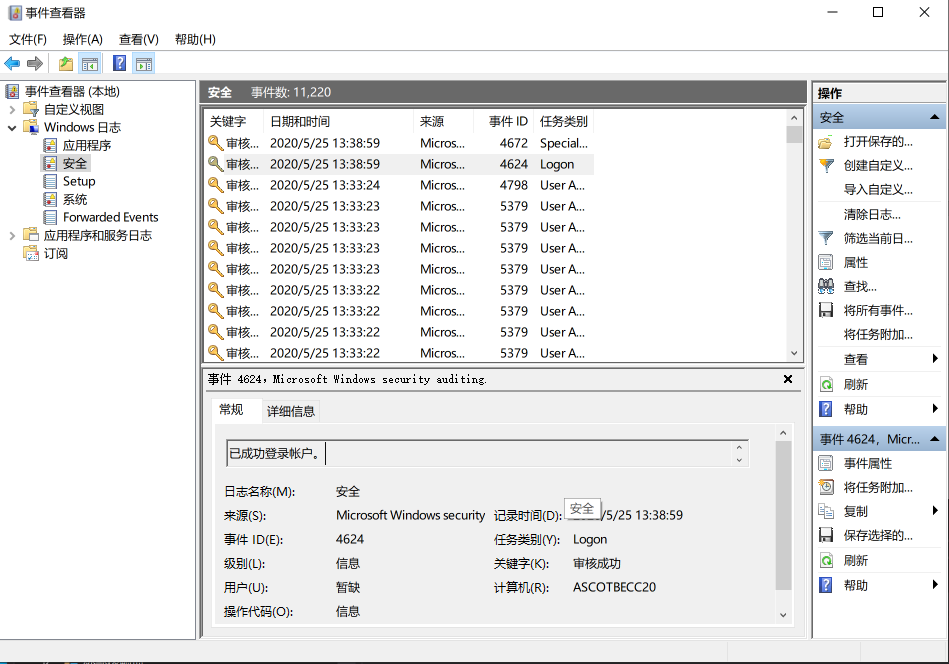 事件查看器
文件(F) 操作(A) 查看(V) 帮助(H)
事件查看器 (本地)
自定义视图
Windows 日志
应用程序
安全
Setup
系统
Forwarded Events
应用程序和服务日志
订阅
安全 事件数: 11,220
关键字 日期和时间 来源 事件 ID 任务类别
审核... 2020/5/25 13:38:59 Micros... 4672 Special...
审核... 2020/5/25 13:38:59 Micros... 4624 Logon
审核... 2020/5/25 13:33:24 Micros... 4798 User A...
审核... 2020/5/25 13:33:23 Micros... 5379 User A...
审核... 2020/5/25 13:33:23 Micros... 5379 User A...
审核... 2020/5/25 13:33:23 Micros... 5379 User A...
审核... 2020/5/25 13:33:23 Micros... 5379 User A...
审核... 2020/5/25 13:33:22 Micros... 5379 User A...
审核... 2020/5/25 13:33:22 Micros... 5379 User A...
审核... 2020/5/25 13:33:22 Micros... 5379 User A...
审核... 2020/5/25 13:33:22 Micros... 5379 User A...
事件 4624，Microsoft Windows security auditing.
常规 详细信息
已成功登录帐户。
日志名称(M): 安全
来源(S): Microsoft Windows security 记录时间(D): /5/25 13:38:59
安全
事件 ID(E): 4624 任务类别(Y): Logon
级别(L): 信息 关键字(K): 审核成功
用户(U): 暂缺 计算机(R): ASCOTBECC20
操作代码(O): 信息
操作
安全
打开保存的...
创建自定义...
导入自定义...
清除日志...
筛选当前日...
属性
查找...
将所有事件...
将任务附加...
查看
刷新
帮助
事件 4624，Micr...
事件属性
将任务附加...
复制
保存选择的...
刷新
帮助